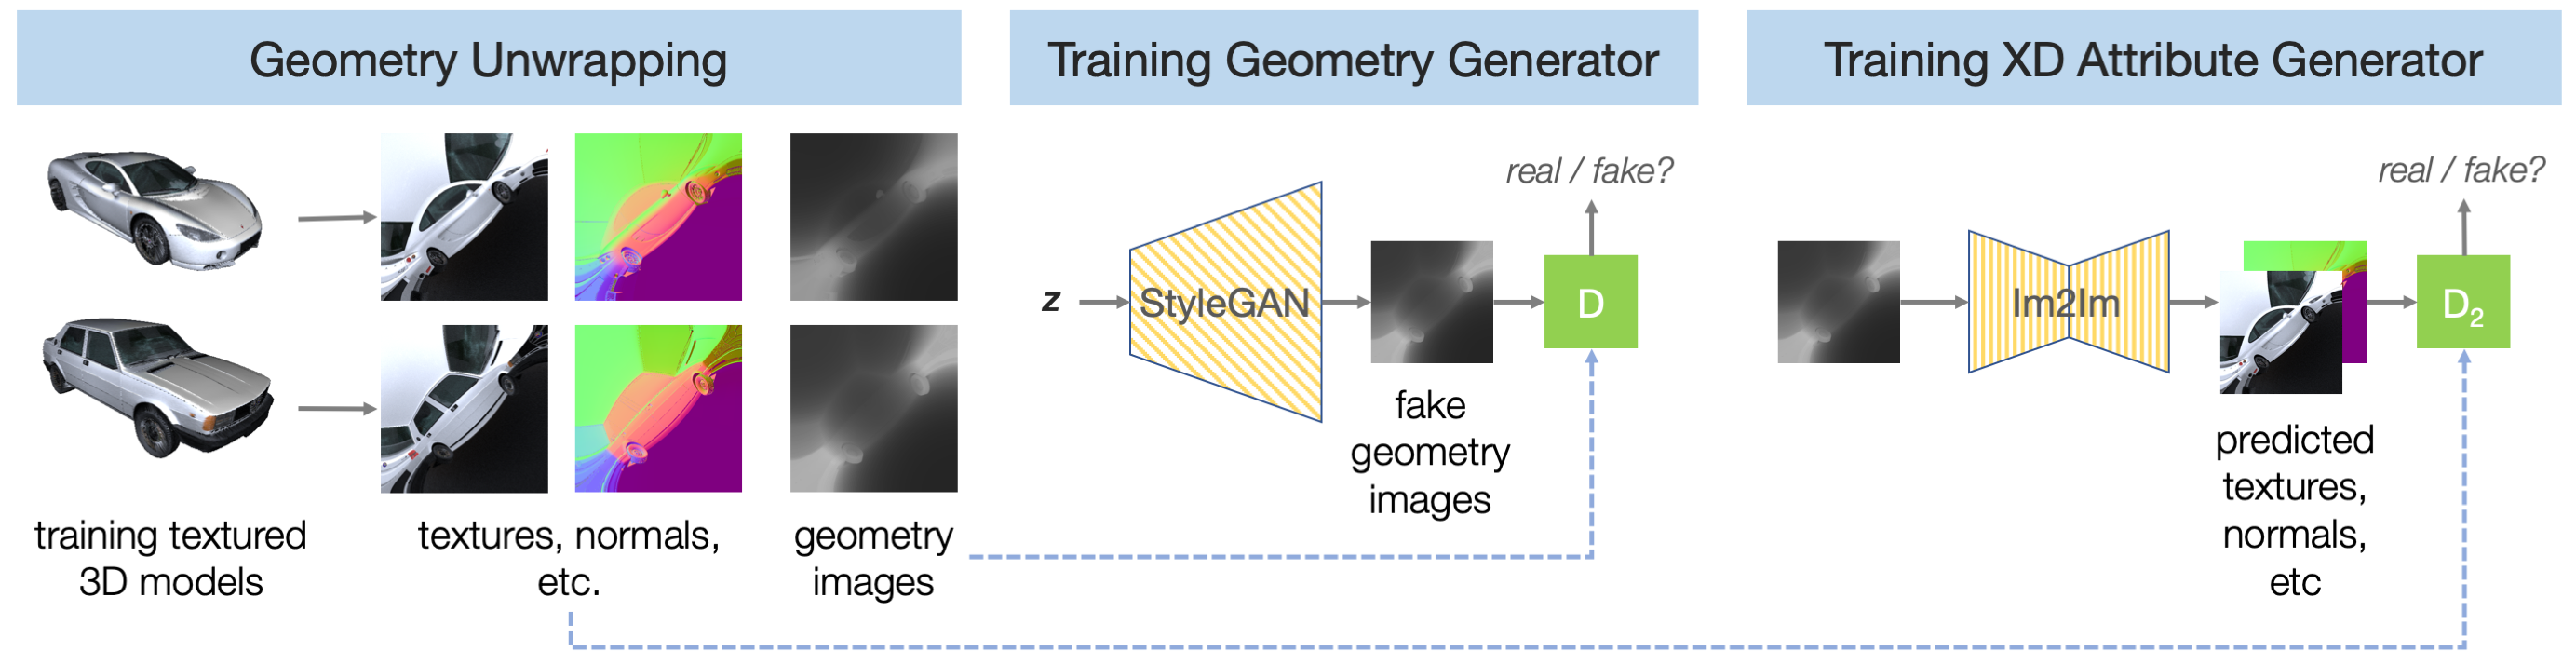 Geometry Unwrapping
training textured
3D models
textures, normals,
etc.
geometry
images
Training Geometry Generator
z
StyleGAN
fake
geometry
images
D
real / fake?
Training XD Attribute Generator
Im2Im
predicted
textures,
normals,
etc
D₂
real / fake?